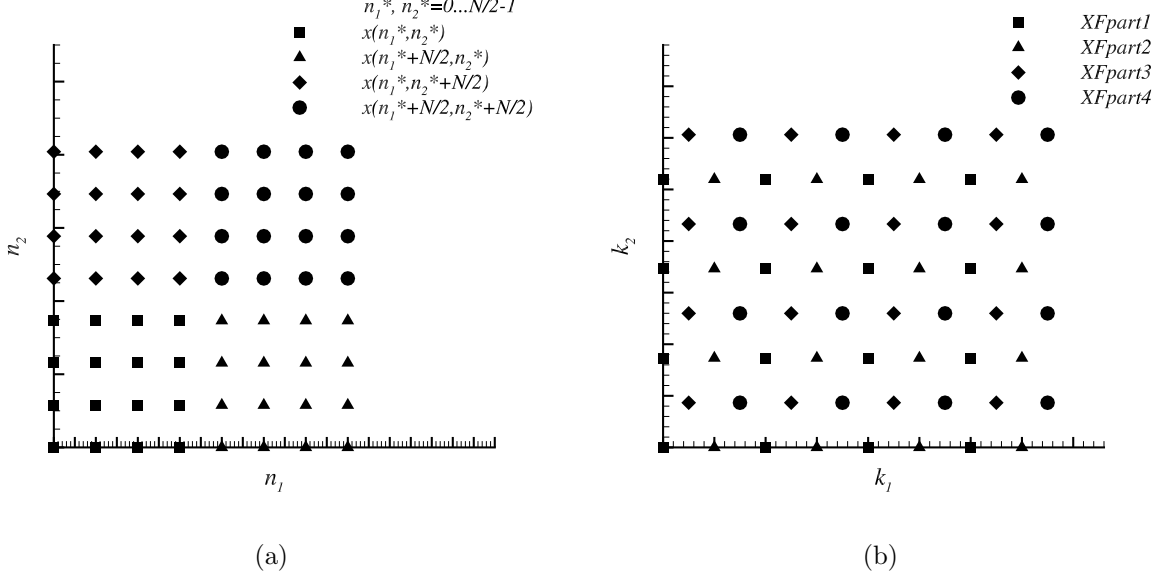 n₁*, n₂*=0...N/2-1
x(n₁*,n₂*)
x(n₁*+N/2,n₂*)
x(n₁*,n₂*+N/2)
x(n₁*+N/2,n₂*+N/2)
n₂
n₁
(a)
XFpart1
XFpart2
XFpart3
XFpart4
k₂
k₁
(b)